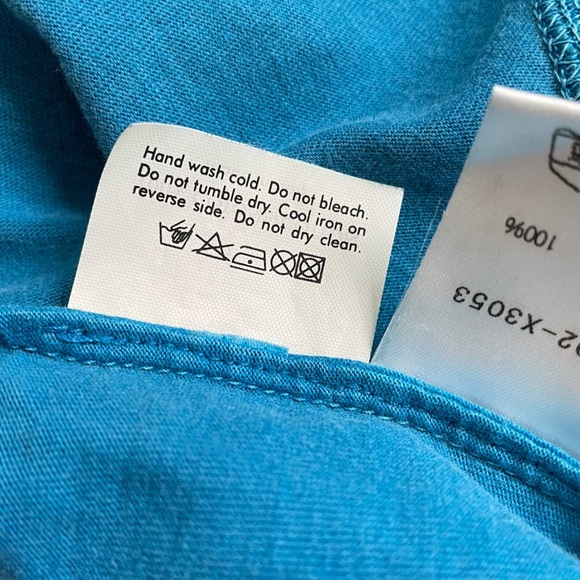 Hand wash cold. Do not bleach.
Do not tumble dry. Cool iron on
reverse side. Do not dry clean.
100%
02-X3053